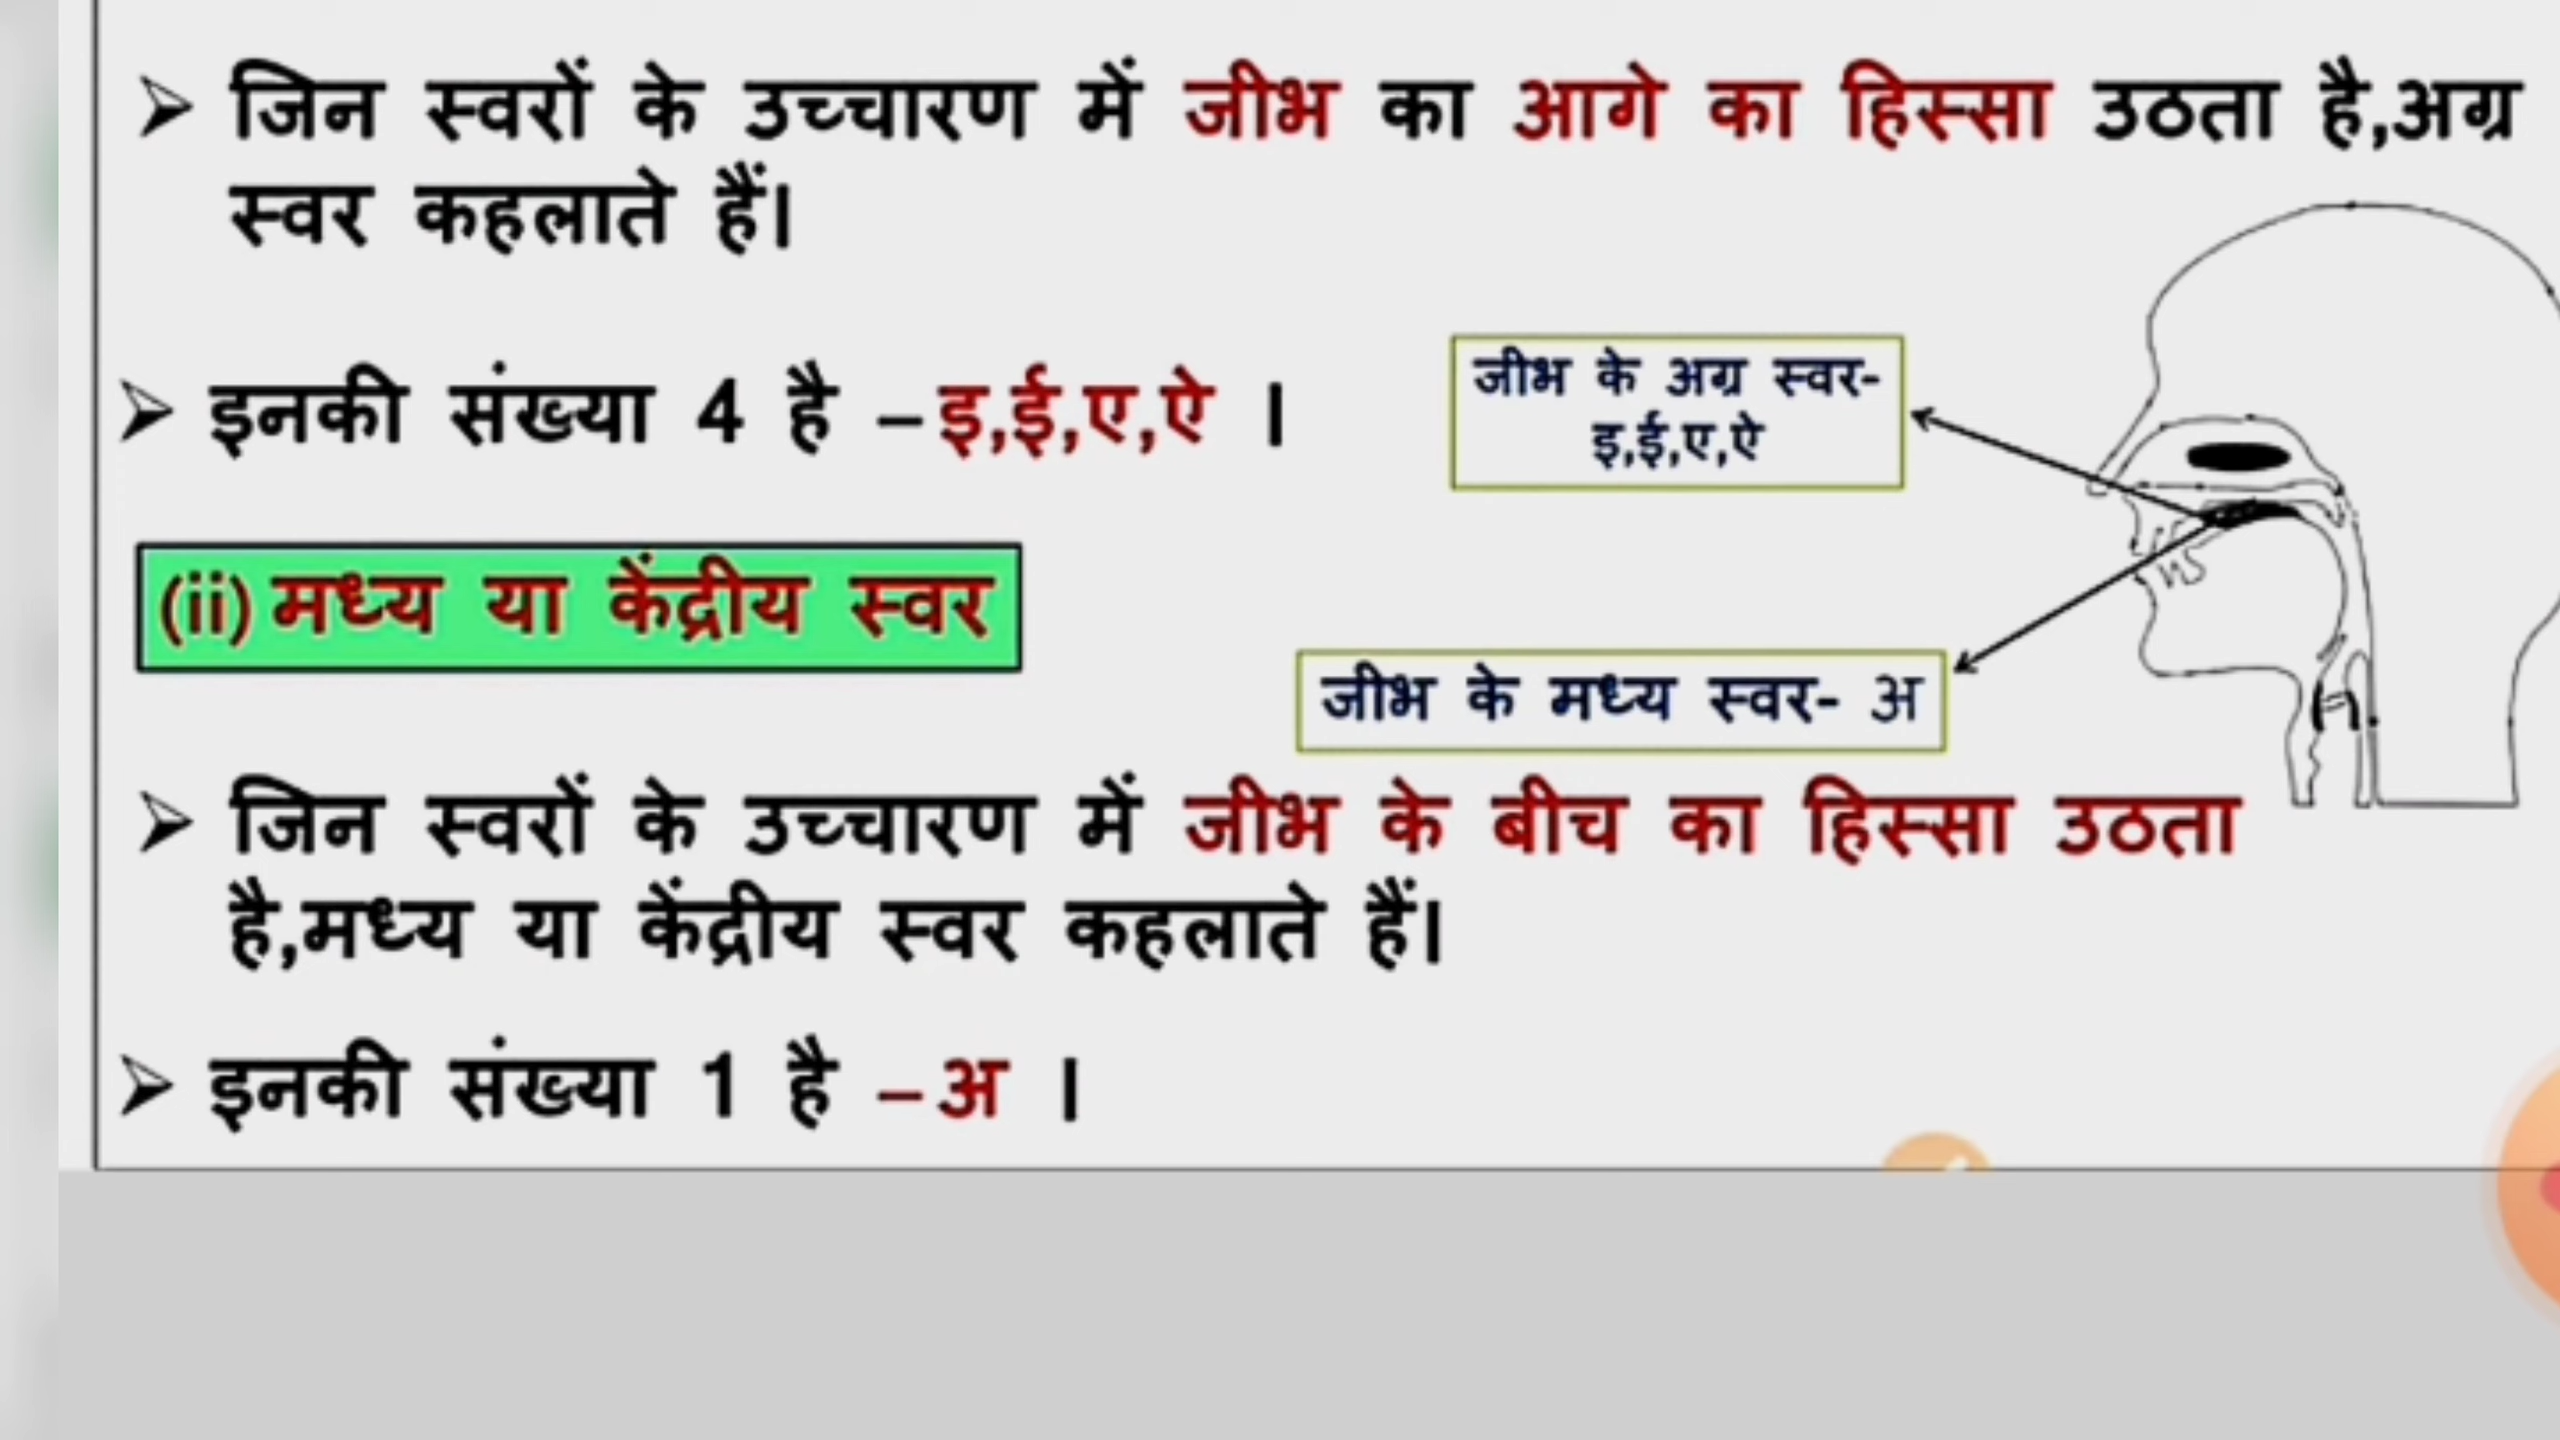 ➢ जिन स्वरों के उच्चारण में जीभ का आगे का हिस्सा उठता है,अग्र
स्वर कहलाते हैं।
➢ इनकी संख्या 4 है –इ,ई,ए,ऐ ।
जीभ के अग्र स्वर-
इ,ई,ए,ऐ
(ii) मध्य या केंद्रीय स्वर
जीभ के मध्य स्वर- अ
➢ जिन स्वरों के उच्चारण में जीभ के बीच का हिस्सा उठता
है,मध्य या केंद्रीय स्वर कहलाते हैं।
➢ इनकी संख्या 1 है –अ ।